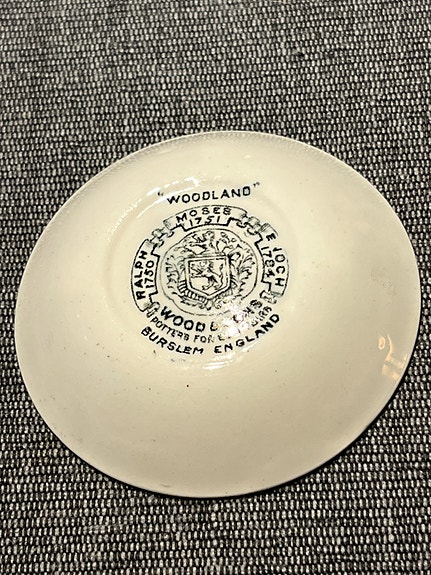 "WOODLAND"
RALPH
1750
MOSES
1751
ENOCH
1784
WOOD & SONS
POTTERS FOR
BURSLEM ENGLAND